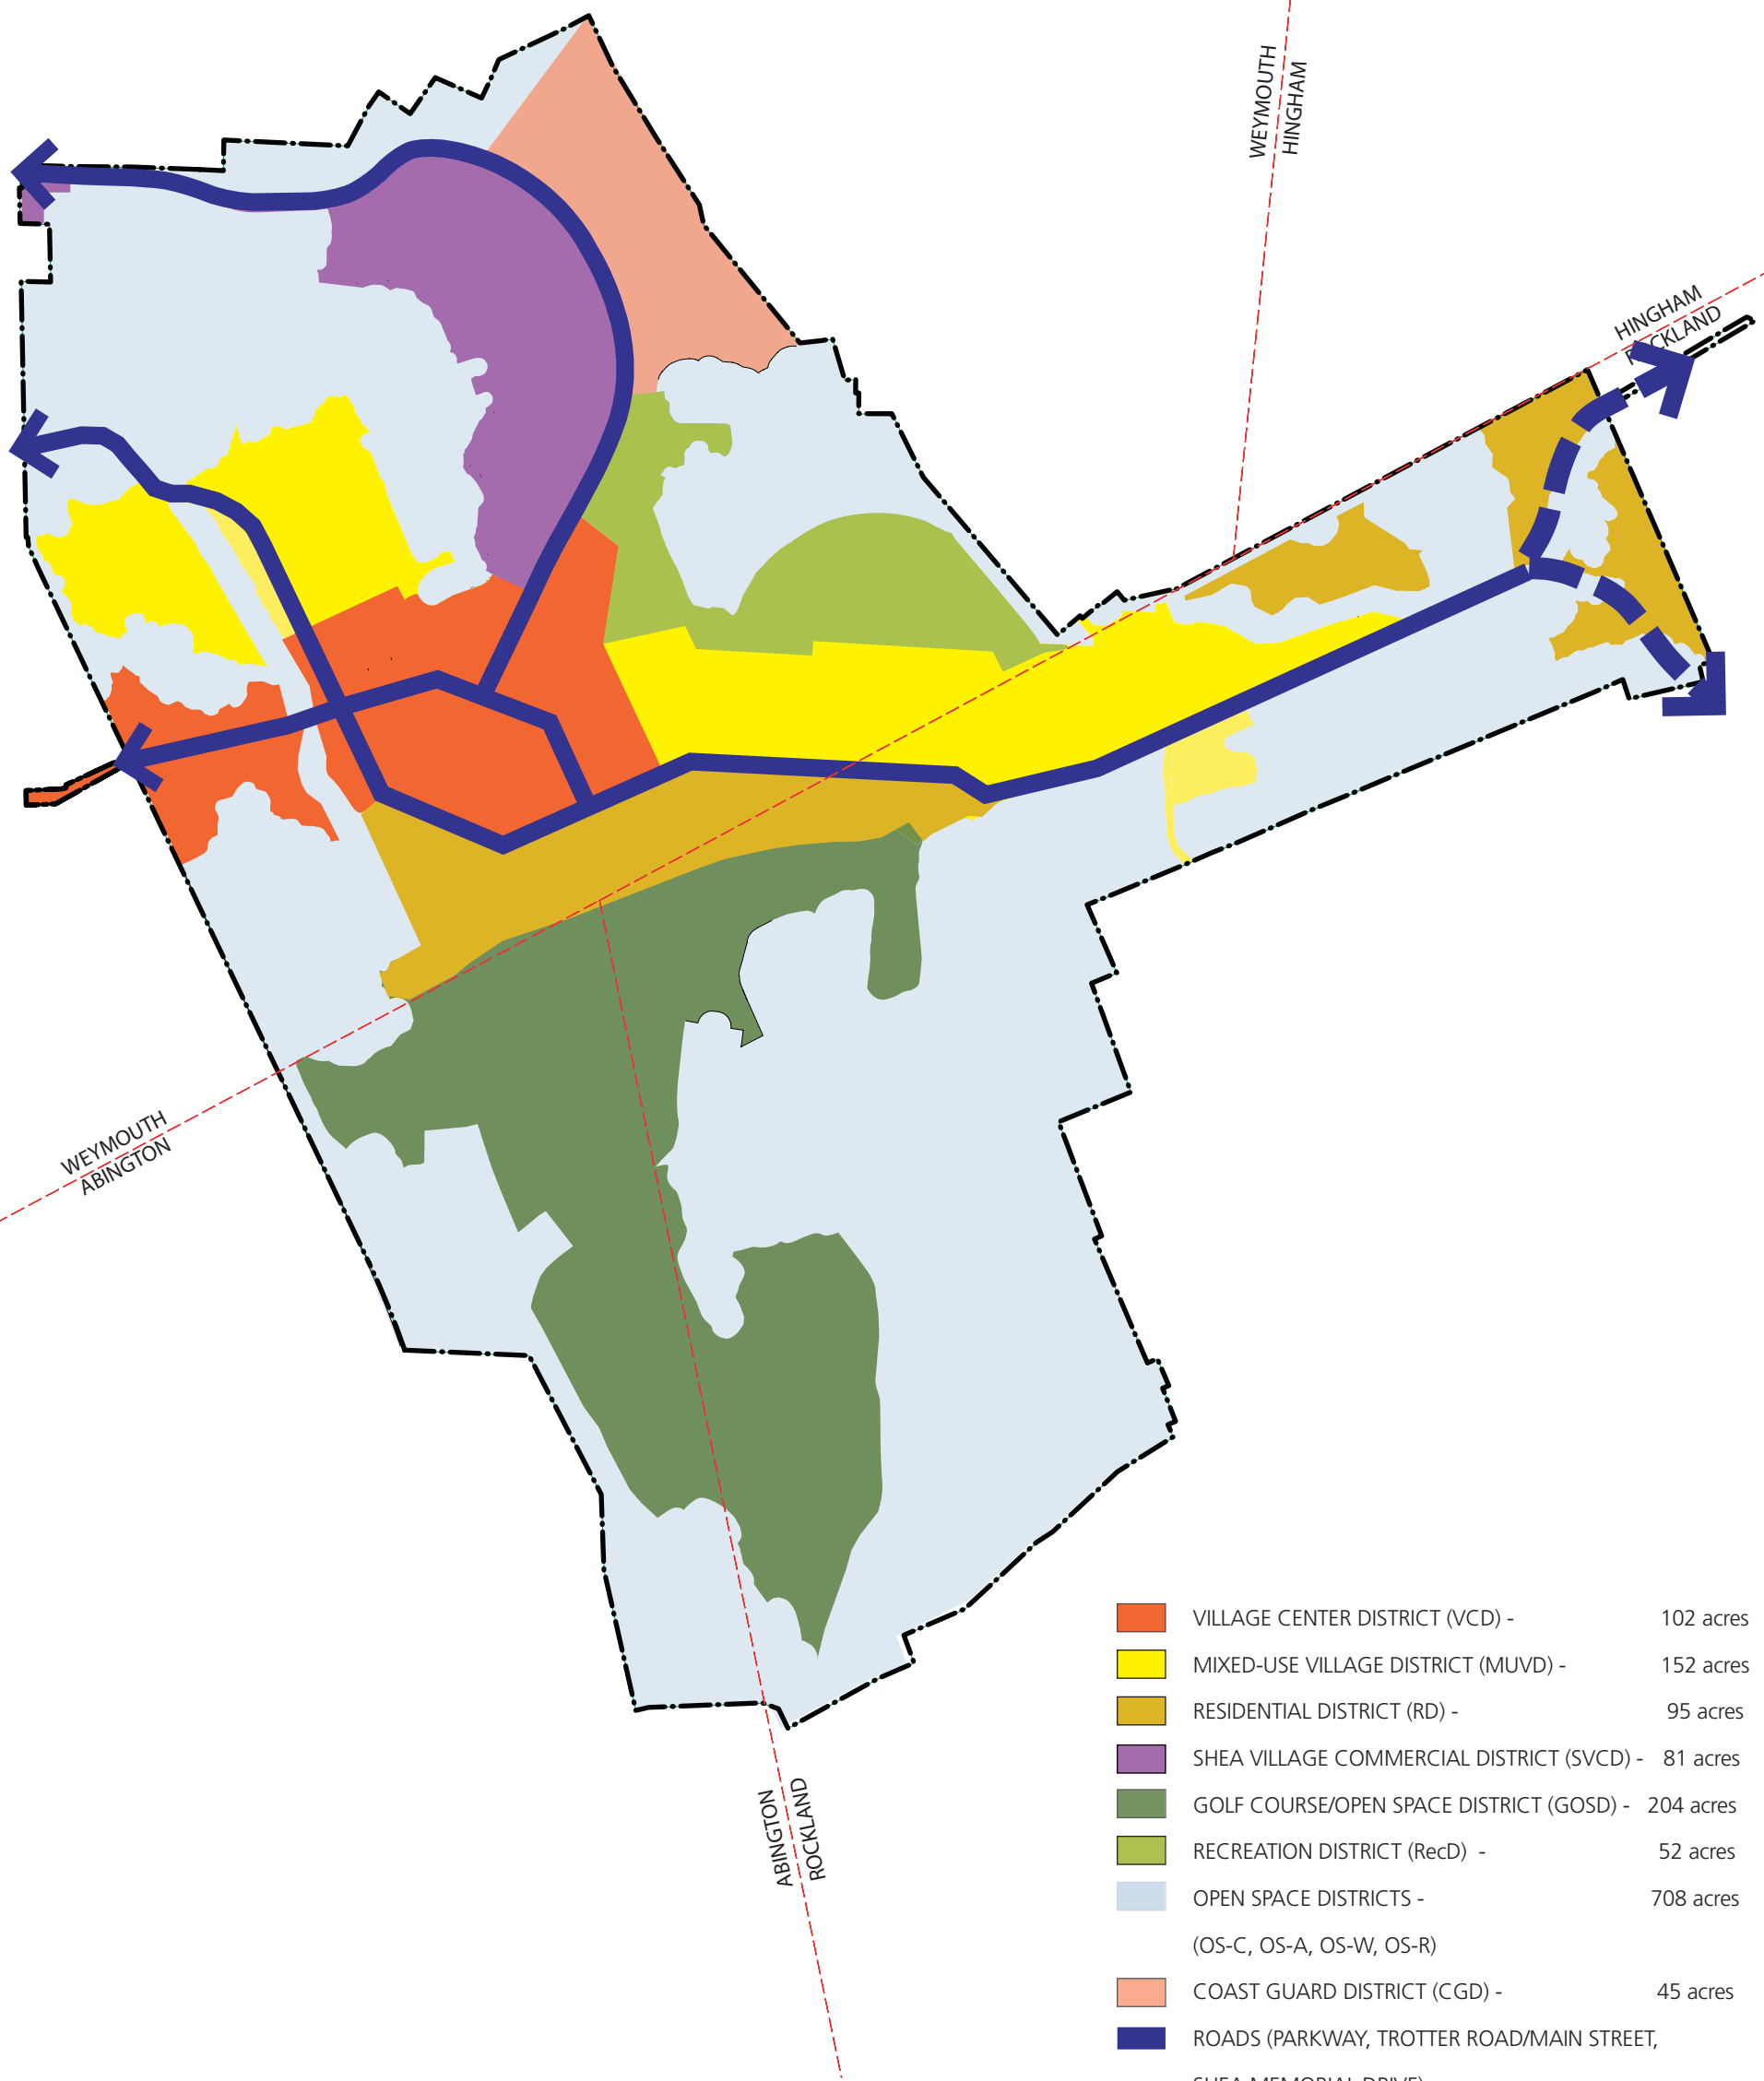 WEYMOUTH
HINGHAM
HINGHAM
ROCKLAND
WEYMOUTH
ABINGTON
ABINGTON
ROCKLAND
VILLAGE CENTER DISTRICT (VCD) - 102 acres
MIXED-USE VILLAGE DISTRICT (MUVD) - 152 acres
RESIDENTIAL DISTRICT (RD) - 95 acres
SHEA VILLAGE COMMERCIAL DISTRICT (SVCD) - 81 acres
GOLF COURSE/OPEN SPACE DISTRICT (GOSD) - 204 acres
RECREATION DISTRICT (RecD) - 52 acres
OPEN SPACE DISTRICTS - 708 acres
(OS-C, OS-A, OS-W, OS-R)
COAST GUARD DISTRICT (CGD) - 45 acres
ROADS (PARKWAY, TROTTER ROAD/MAIN STREET,
SHEA MEMORIAL DRIVE)